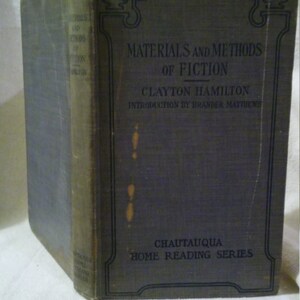 MATERIALS AND METHODS
OF FICTION
CLAYTON HAMILTON
INTRODUCTION BY BRANDER MATTHEWS
CHAUTAUQUA
HOME READING SERIES